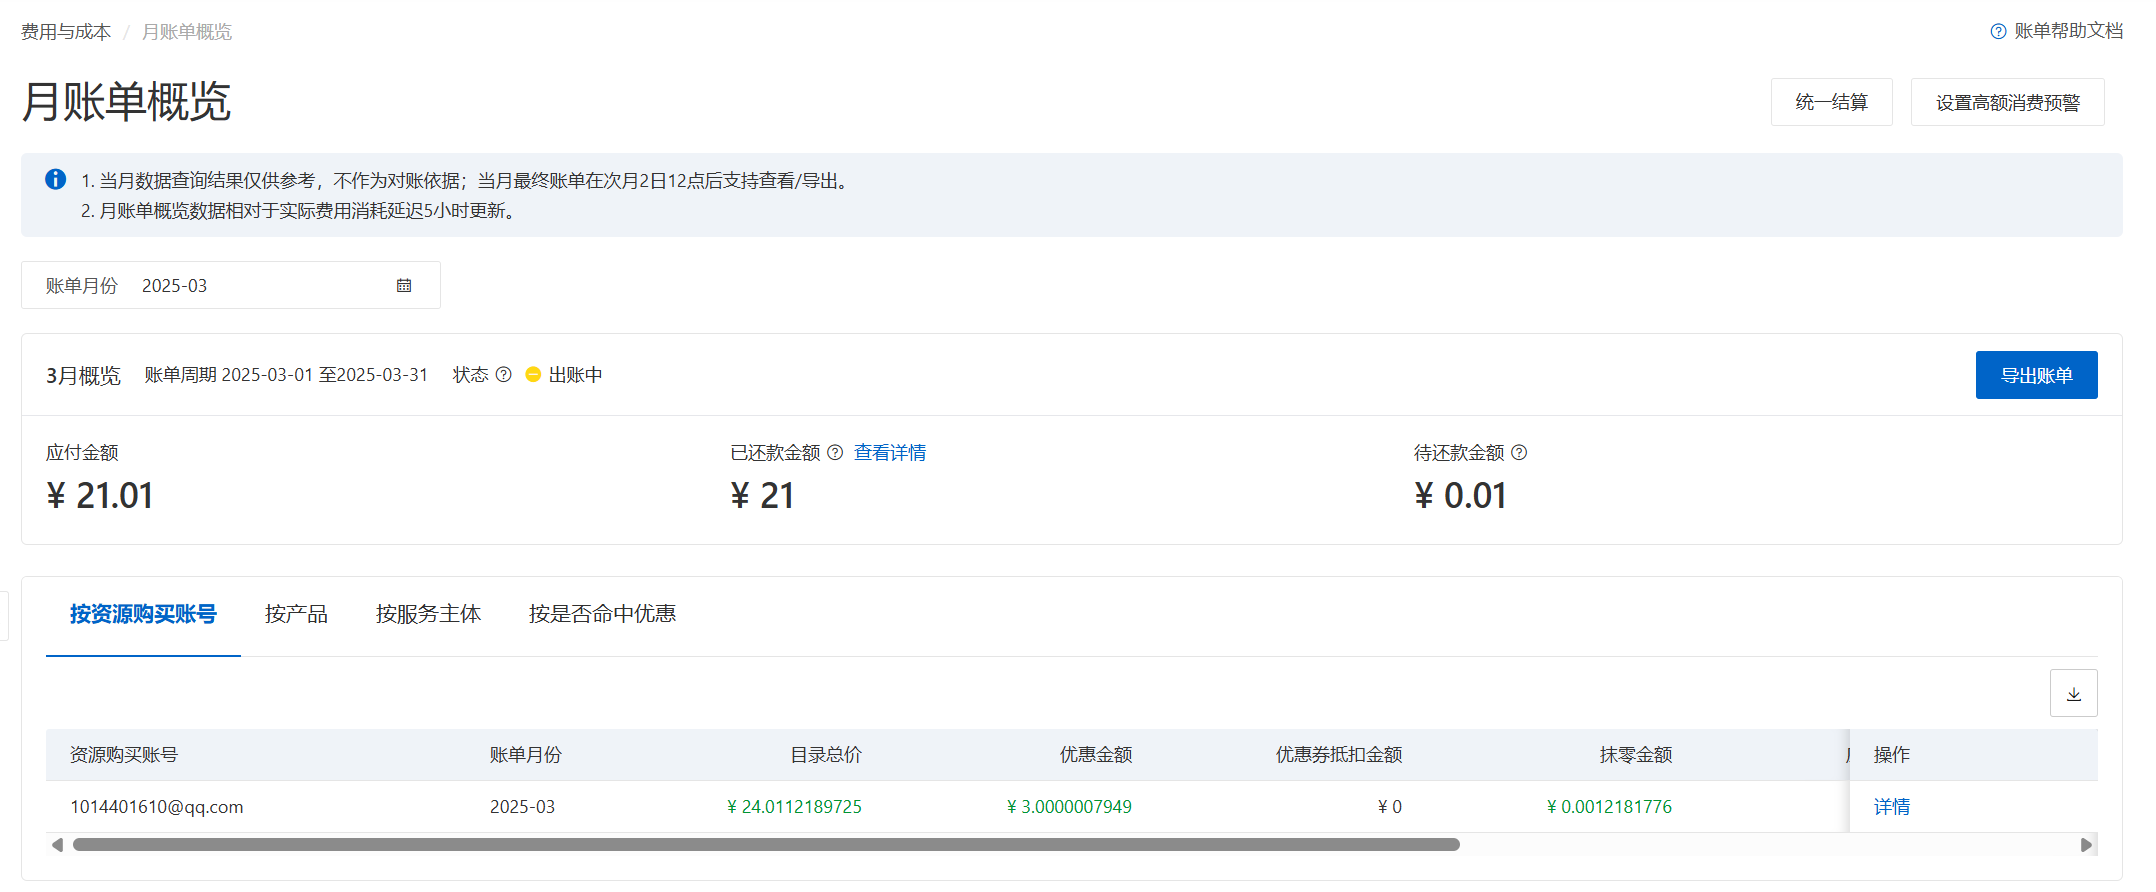 费用与成本 / 月账单概览
账单帮助文档
月账单概览
统一结算
设置高额消费预警
1. 当月数据查询结果仅供参考，不作为对账依据；当月最终账单在次月2日12点后支持查看/导出。
2. 月账单概览数据相对于实际费用消耗延迟5小时更新。
账单月份 2025-03
3月概览 账单周期 2025-03-01 至2025-03-31 状态 出账中
导出账单
应付金额
¥ 21.01
已还款金额 查看详情
¥ 21
待还款金额
¥ 0.01
按资源购买账号 按产品 按服务主体 按是否命中优惠
资源购买账号 账单月份 目录总价 优惠金额 优惠券抵扣金额 抹零金额 操作
1014401610@qq.com 2025-03 ¥ 24.0112189725 ¥ 3.0000007949 ¥ 0 ¥ 0.0012181776 详情